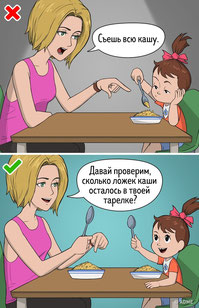 Съешь всю кашу.
Давай проверим,
сколько ложек каши
осталось в твоей
тарелке?